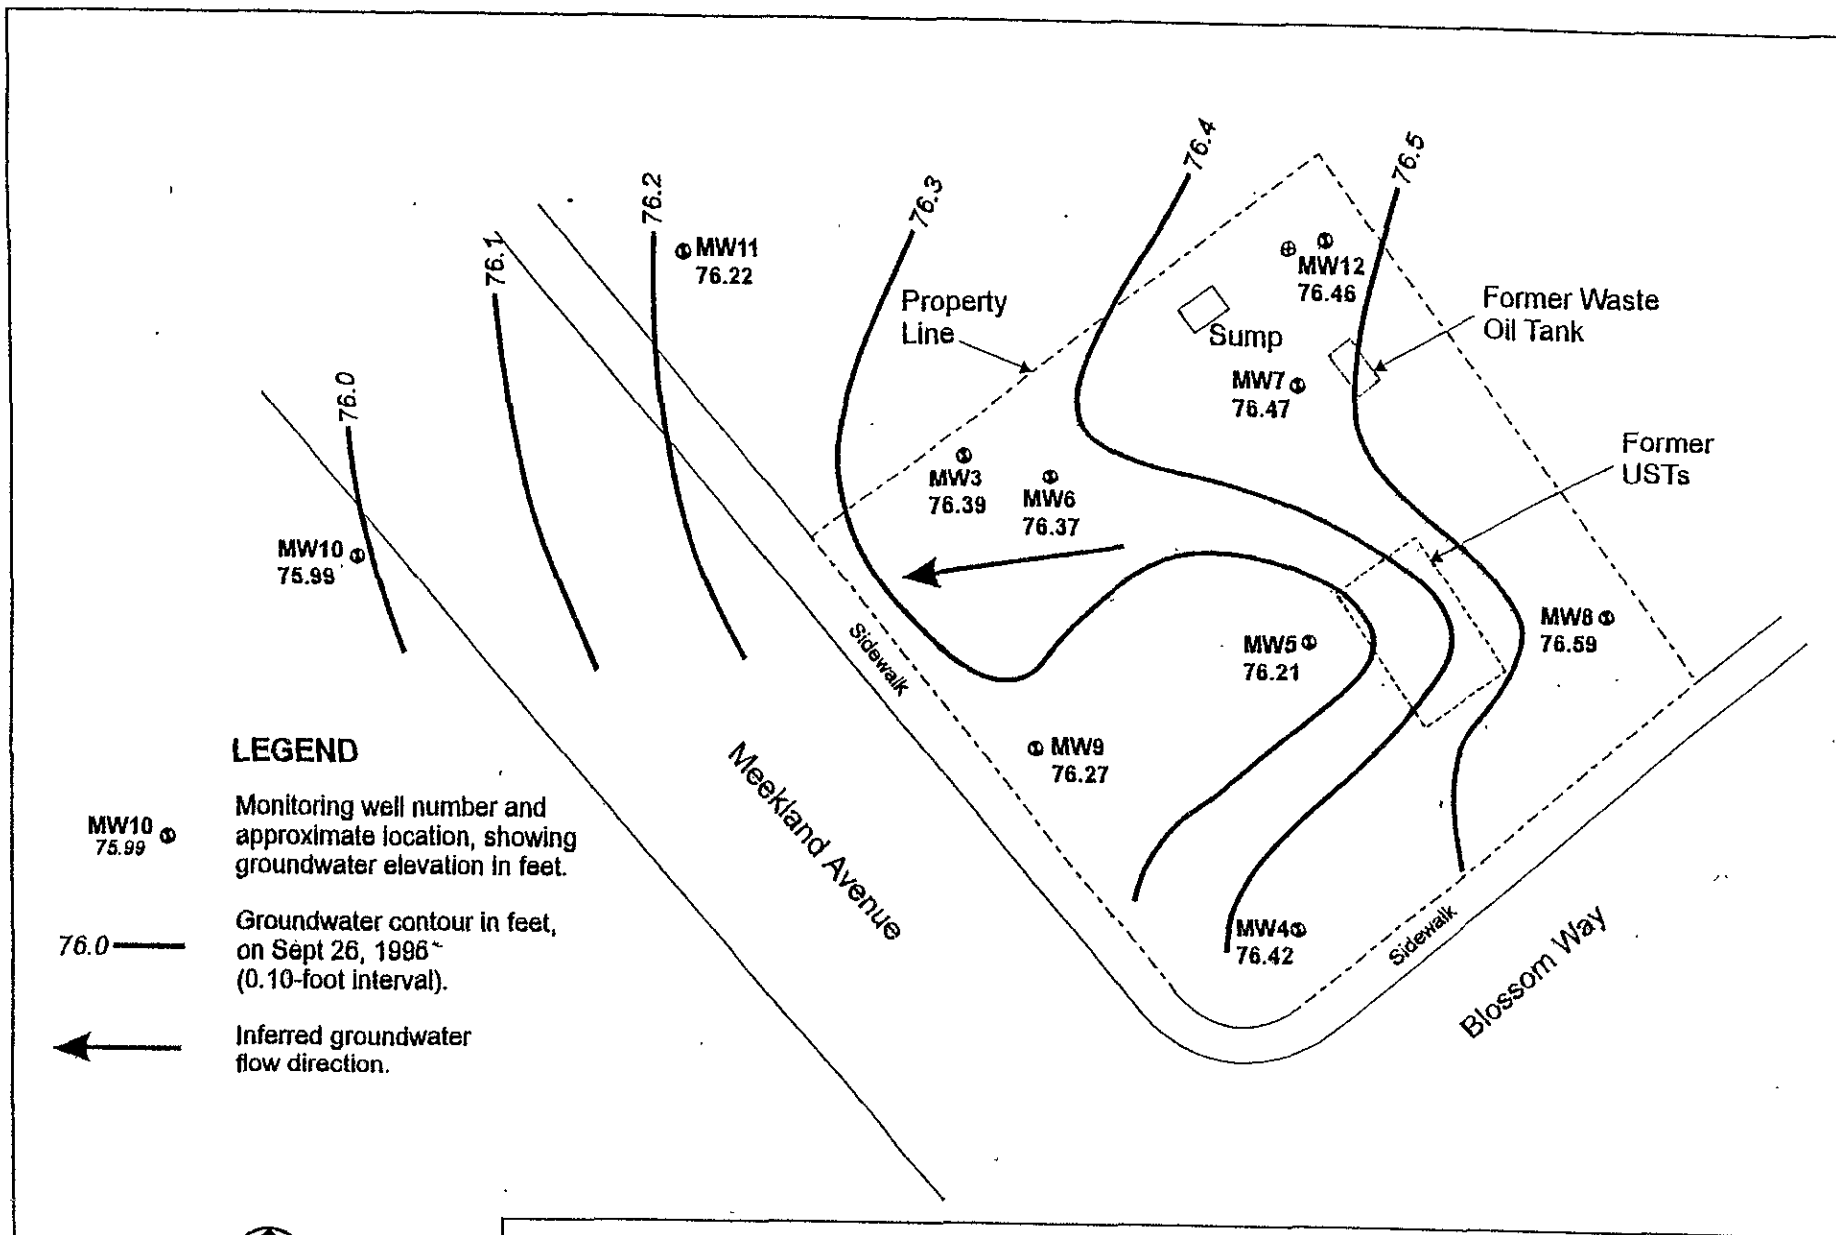 76.4
76.5
76.2
76.3
76.1
MW11
76.22
MW12
76.46
Property
Line
Former Waste
Oil Tank
Sump
76.0
MW7
76.47
Former
USTs
MW3
76.39
MW6
76.37
MW10
75.99
MW8
76.59
MW5
76.21
Sidewalk
MW9
76.27
Meekland Avenue
MW4
76.42
Sidewalk
Blossom Way
LEGEND
MW10
75.99
Monitoring well number and
approximate location, showing
groundwater elevation in feet.
76.0
Groundwater contour in feet,
on Sept 26, 1996
(0.10-foot interval).
Inferred groundwater
flow direction.